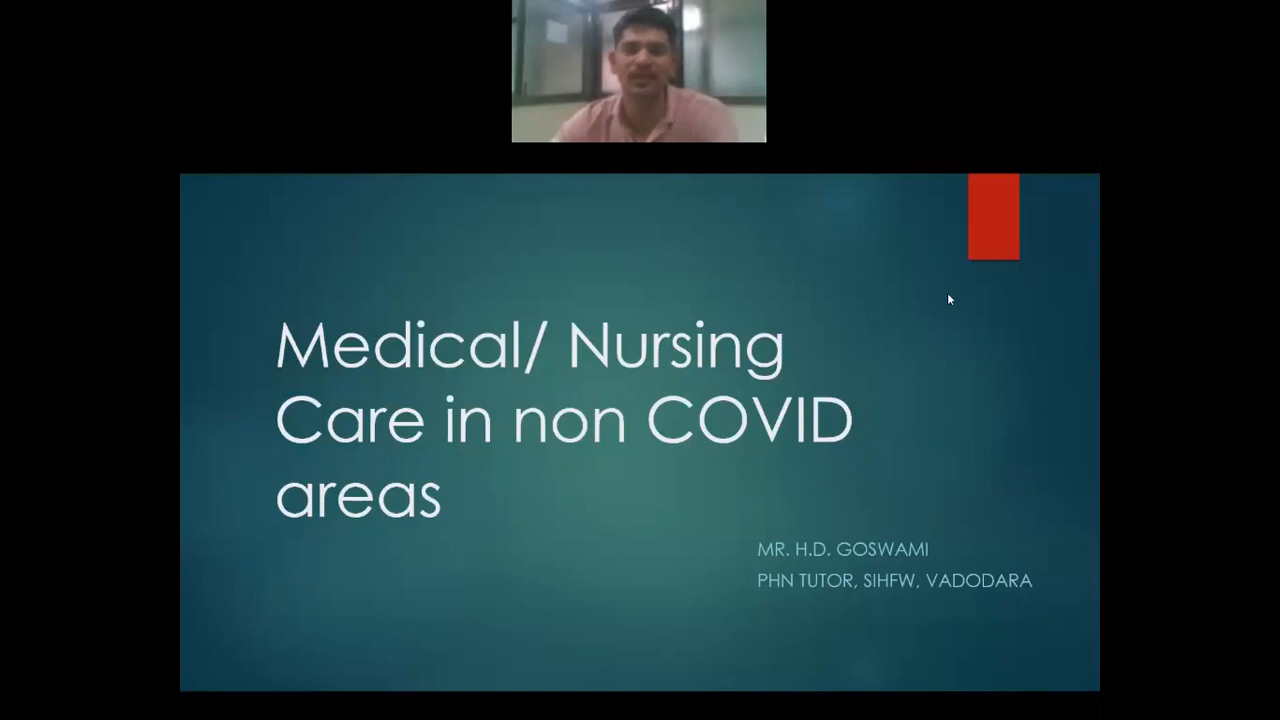 Medical/ Nursing
Care in non COVID
areas
MR. H.D. GOSWAMI
PHN TUTOR, SIHFW, VADODARA